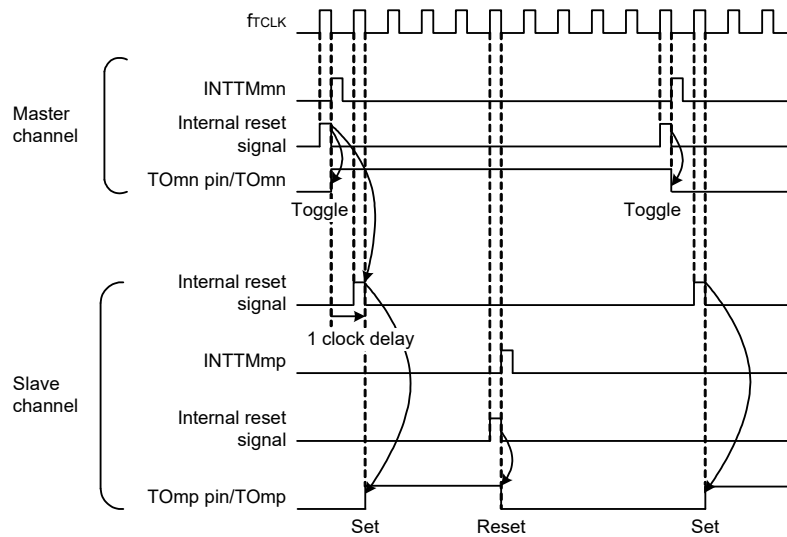 fTCLK
Master
channel
INTTMmn
Internal reset
signal
TOmn pin/TOmn
Toggle
Toggle
Slave
channel
Internal reset
signal
1 clock delay
INTTMmp
Internal reset
signal
TOmp pin/TOmp
Set
Reset
Set